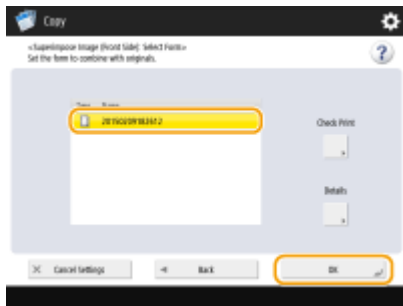 Copy
<Superimpose Image (Front Side): Select Form>
Set the form to combine with originals.
?
Type Name
20150209183612
Check Print
Details
Cancel Settings
Back
OK